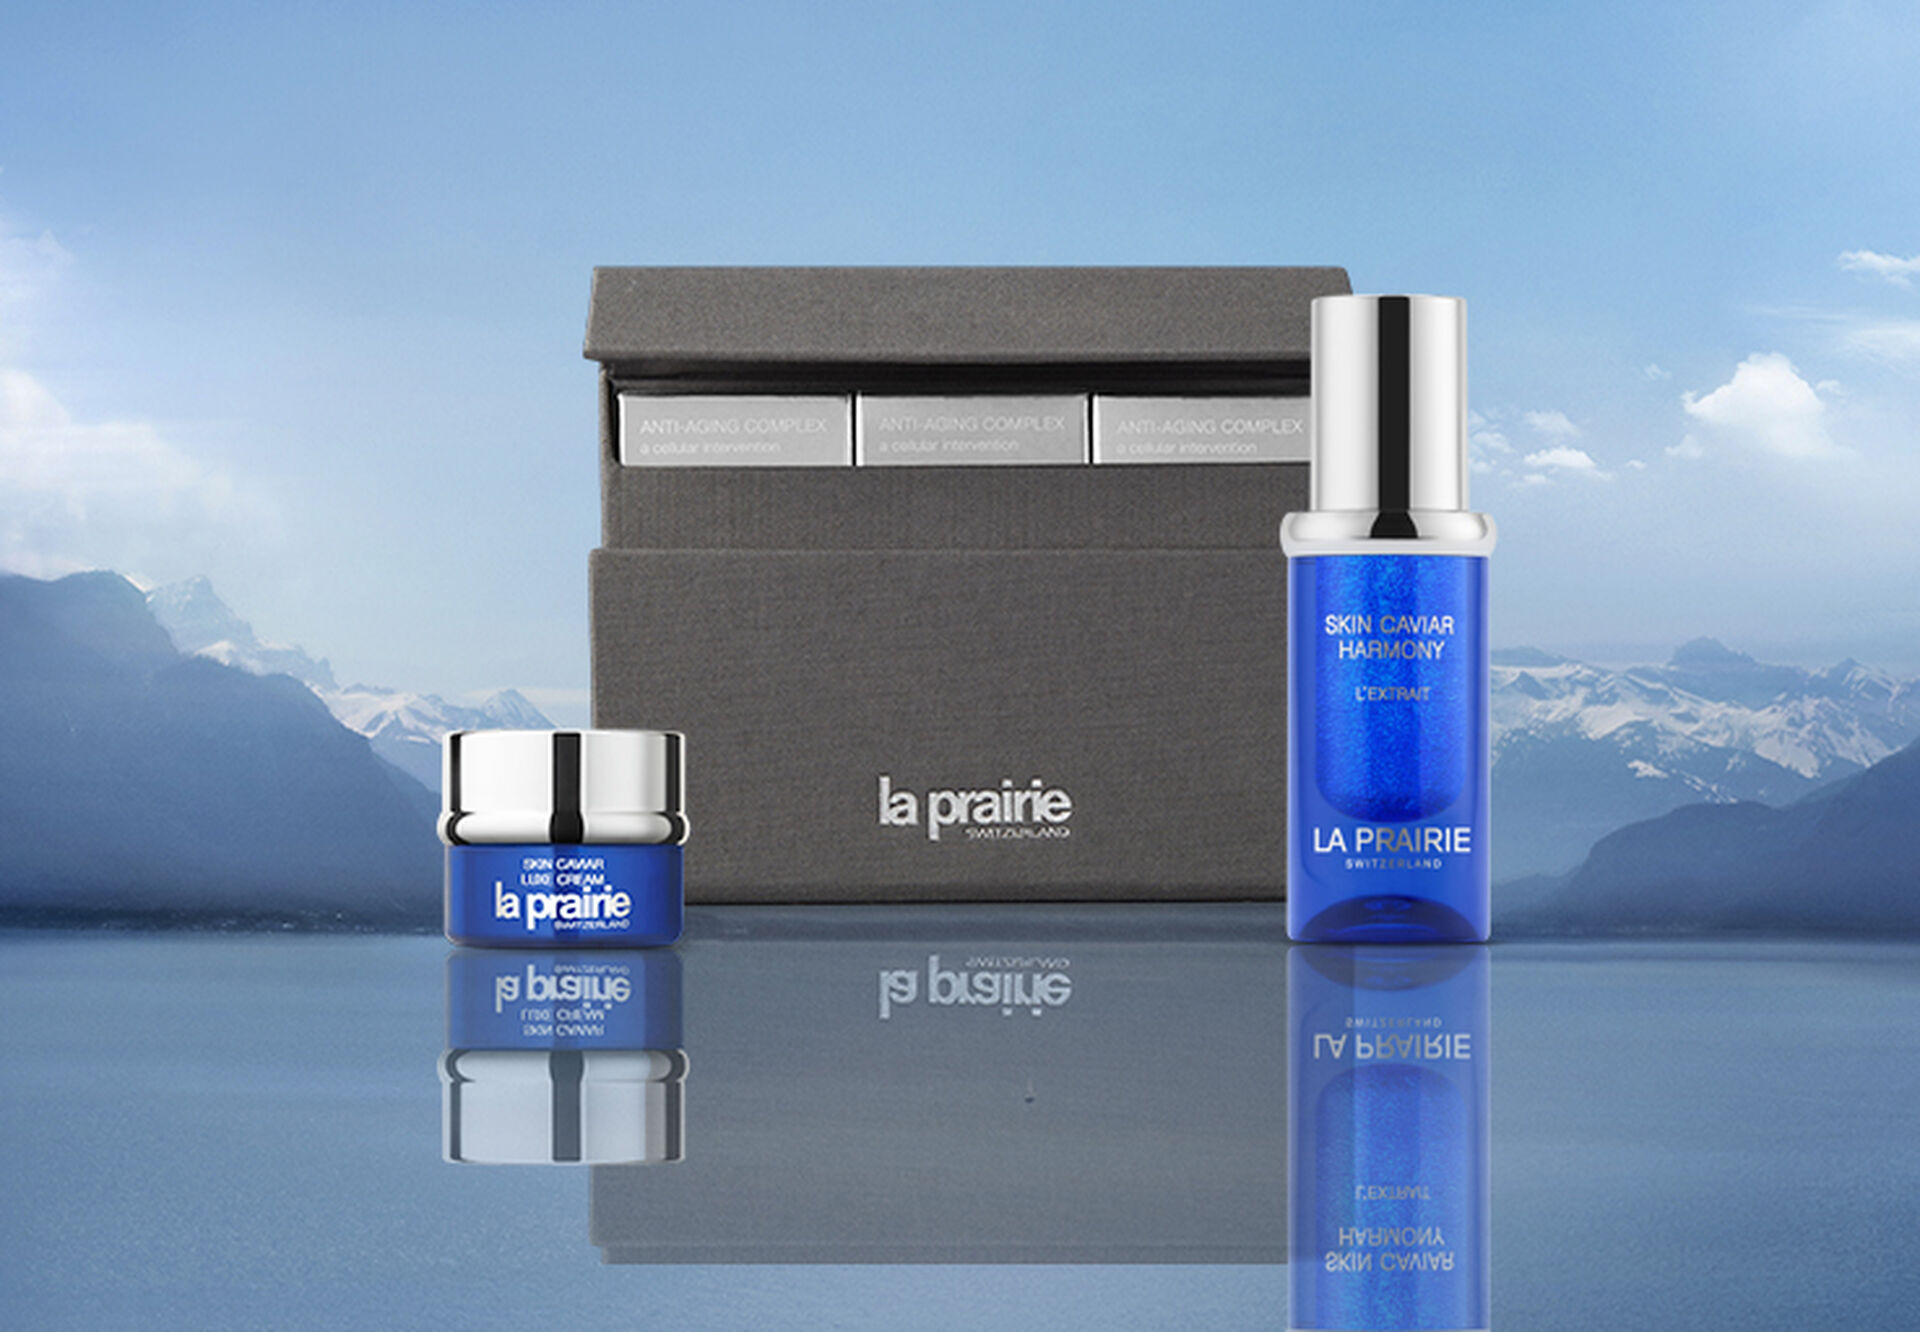 ANTI-AGING COMPLEX
a cellular intervention
ANTI-AGING COMPLEX
a cellular intervention
ANTI-AGING COMPLEX
a cellular intervention
la prairie
SWITZERLAND
SKIN CAVIAR
LUXE CREAM
la prairie
SWITZERLAND
SKIN CAVIAR
HARMONY
L'EXTRAIT
LA PRAIRIE
SWITZERLAND